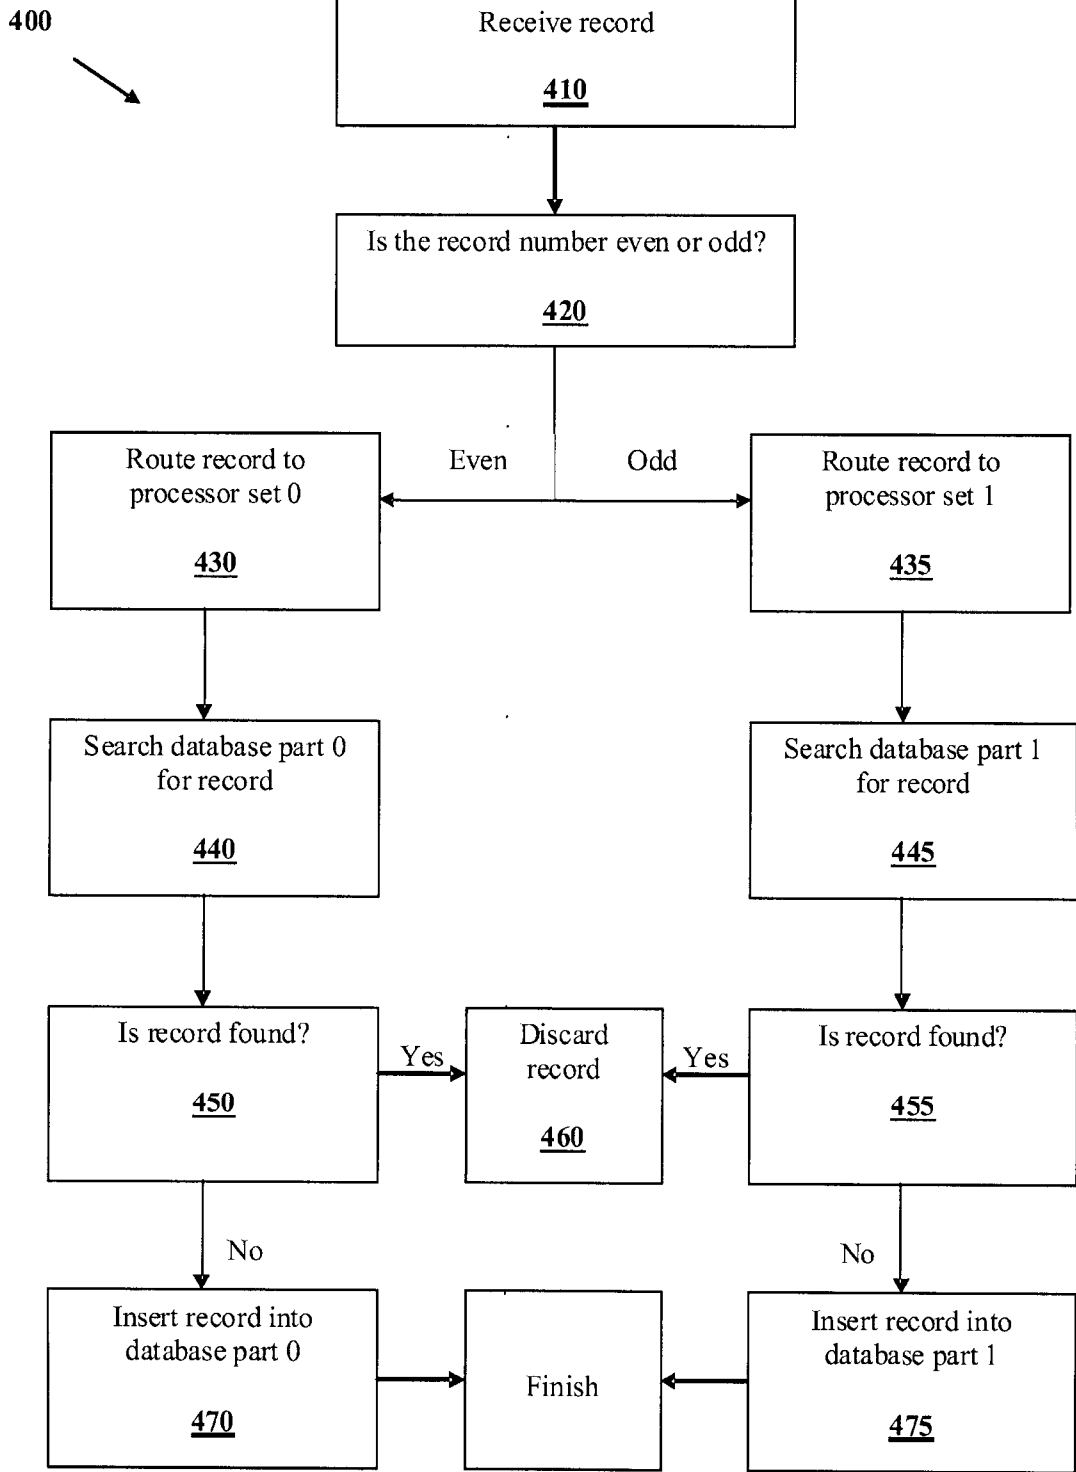 400
Receive record
410
Is the record number even or odd?
420
Even
Odd
Route record to
processor set 0
430
Route record to
processor set 1
435
Search database part 0
for record
440
Search database part 1
for record
445
Is record found?
450
Yes
Discard
record
460
Yes
Is record found?
455
No
No
Insert record into
database part 0
470
Finish
Insert record into
database part 1
475